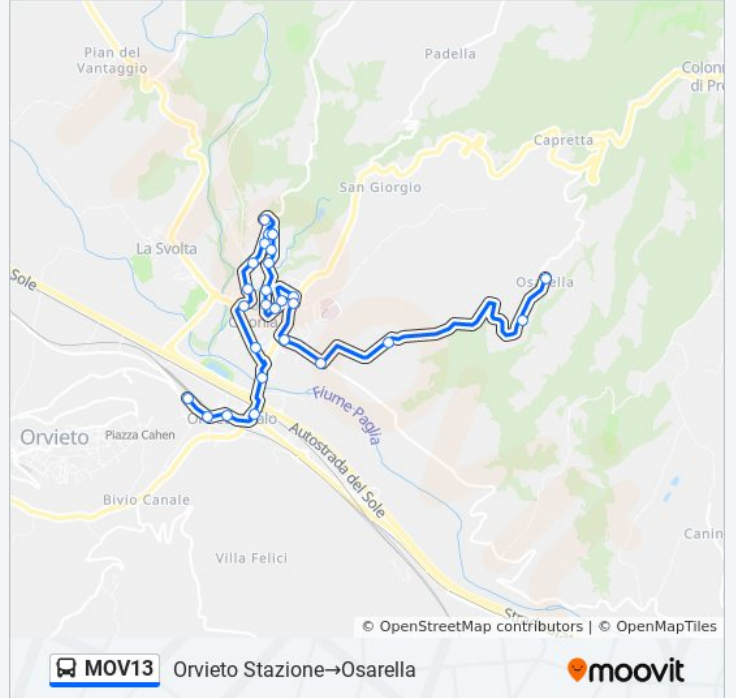 Pian del
Vantaggio
Padella
Colon
di Pr
Capretta
San Giorgio
La Svolta
Sole
Osarella
Fiume Paglia
Orvieto
Piazza Cahen
Autostrada del Sole
Bivio Canale
Canin
Villa Felici
© OpenStreetMap contributors | © OpenMapTiles
MOV13 Orvieto Stazione→Osarella
moovit